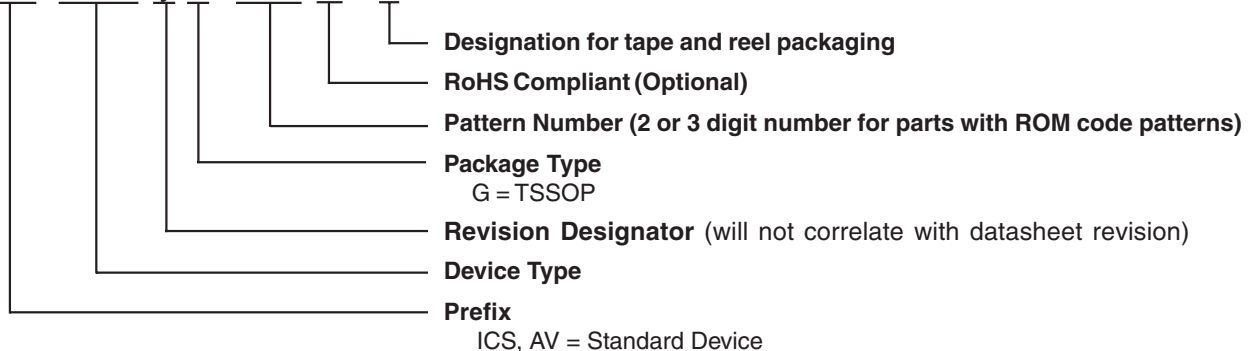 Designation for tape and reel packaging
RoHS Compliant (Optional)
Pattern Number (2 or 3 digit number for parts with ROM code patterns)
Package Type
G = TSSOP
Revision Designator (will not correlate with datasheet revision)
Device Type
Prefix
ICS, AV = Standard Device